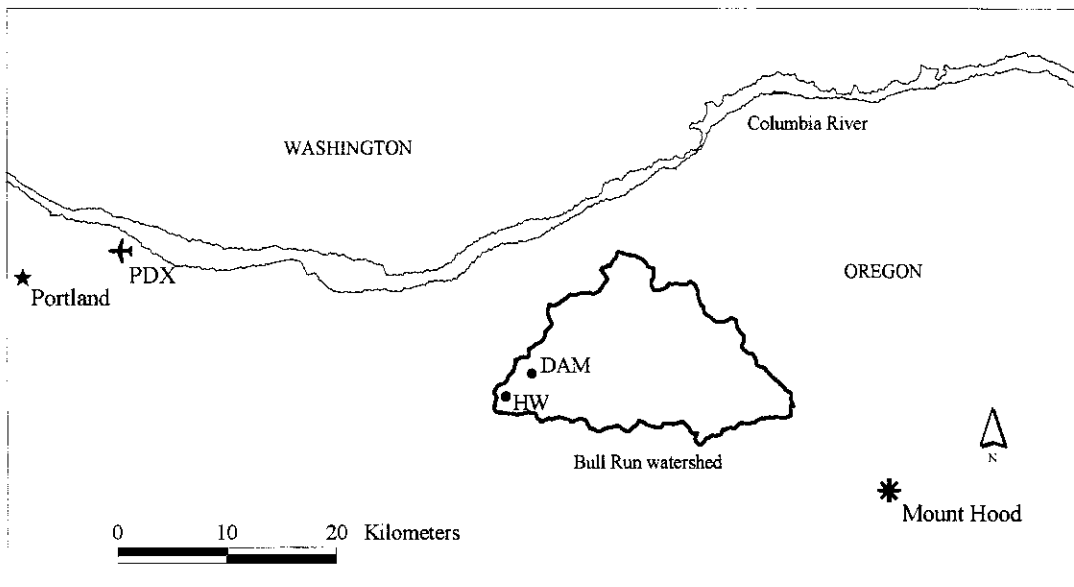 Columbia River
WASHINGTON
PDX
OREGON
Portland
DAM
HW
Bull Run watershed
N
Mount Hood
0 10 20 Kilometers